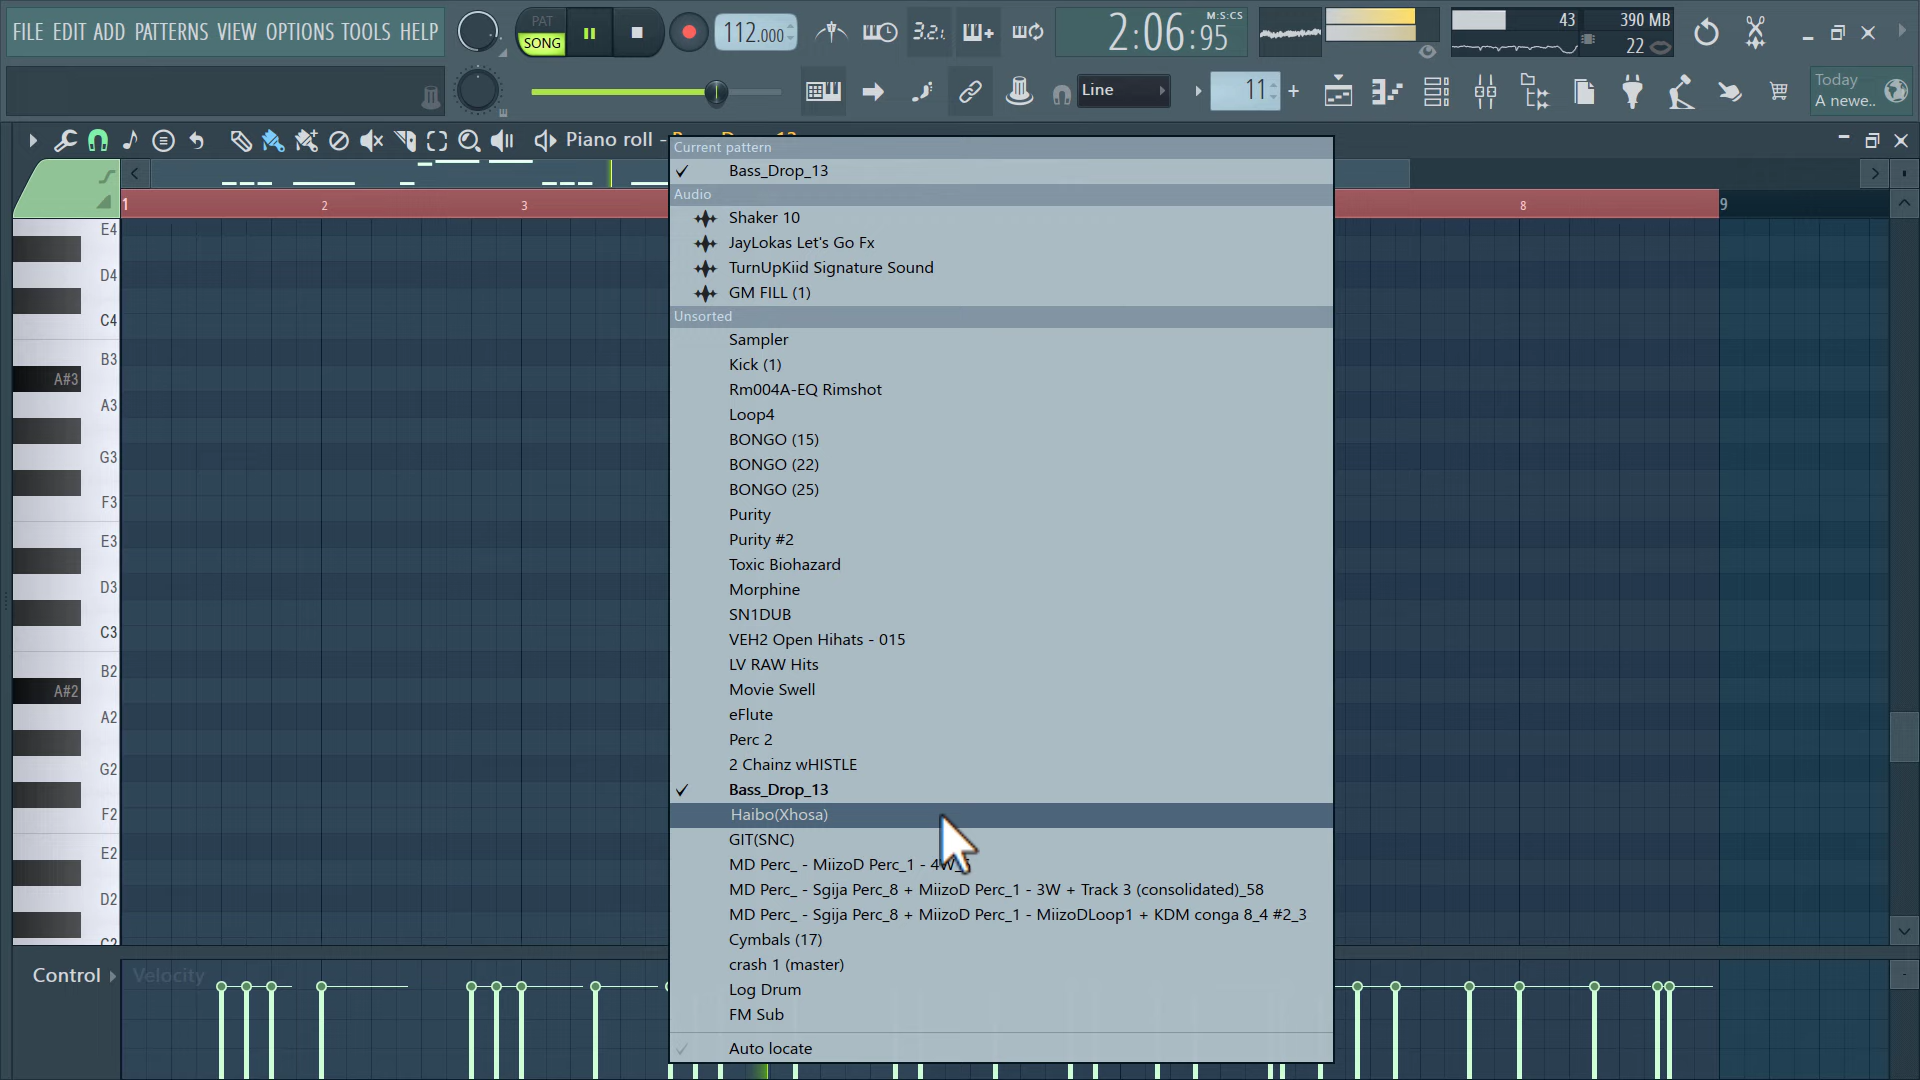 FILE EDIT ADD PATTERNS VIEW OPTIONS TOOLS HELP
PAT
SONG
112.000
3.2.1
2:06:95
M:S:CS
43
390 MB
22
Line
11
Today
A newe..
Piano roll -
Current pattern
Bass_Drop_13
Audio
Shaker 10
JayLokas Let's Go Fx
TurnUpKiid Signature Sound
GM FILL (1)
Unsorted
Sampler
Kick (1)
Rm004A-EQ Rimshot
Loop4
BONGO (15)
BONGO (22)
BONGO (25)
Purity
Purity #2
Toxic Biohazard
Morphine
SN1DUB
VEH2 Open Hihats - 015
LV RAW Hits
Movie Swell
eFlute
Perc 2
2 Chainz wHISTLE
Bass_Drop_13
Haibo(Xhosa)
GIT(SNC)
MD Perc_ - MiizoD Perc_1 -
MD Perc_ - Sgija Perc_8 + MiizoD Perc_1 - 3W + Track 3 (consolidated)_58
MD Perc_ - Sgija Perc_8 + MiizoD Perc_1 - MiizoDLoop1 + KDM conga 8_4 #2_3
Cymbals (17)
crash 1 (master)
Log Drum
FM Sub
Auto locate
1
2
3
8
9
E4
D4
C4
B3
A#3
A3
G3
F3
E3
D3
C3
B2
A#2
A2
G2
F2
E2
D2
C2
Control
Velocity